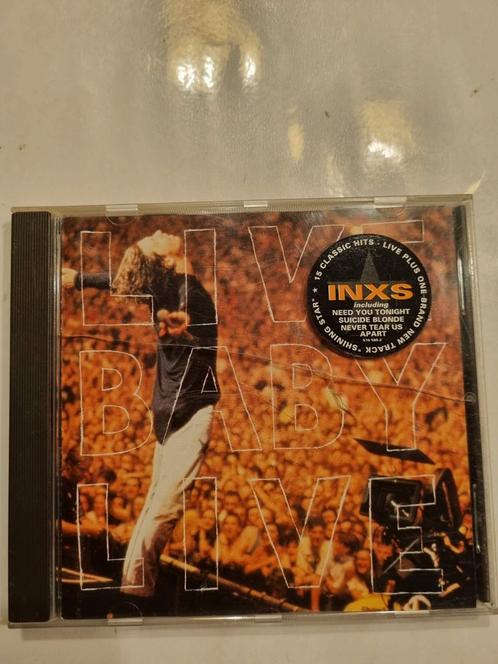 LIVE
BABY
LIVE
15 CLASSIC HITS - LIVE PLUS ONE BRAND NEW TRACK "SHINING STAR" ★
INXS
including
NEED YOU TONIGHT
SUICIDE BLONDE
NEVER TEAR US
APART